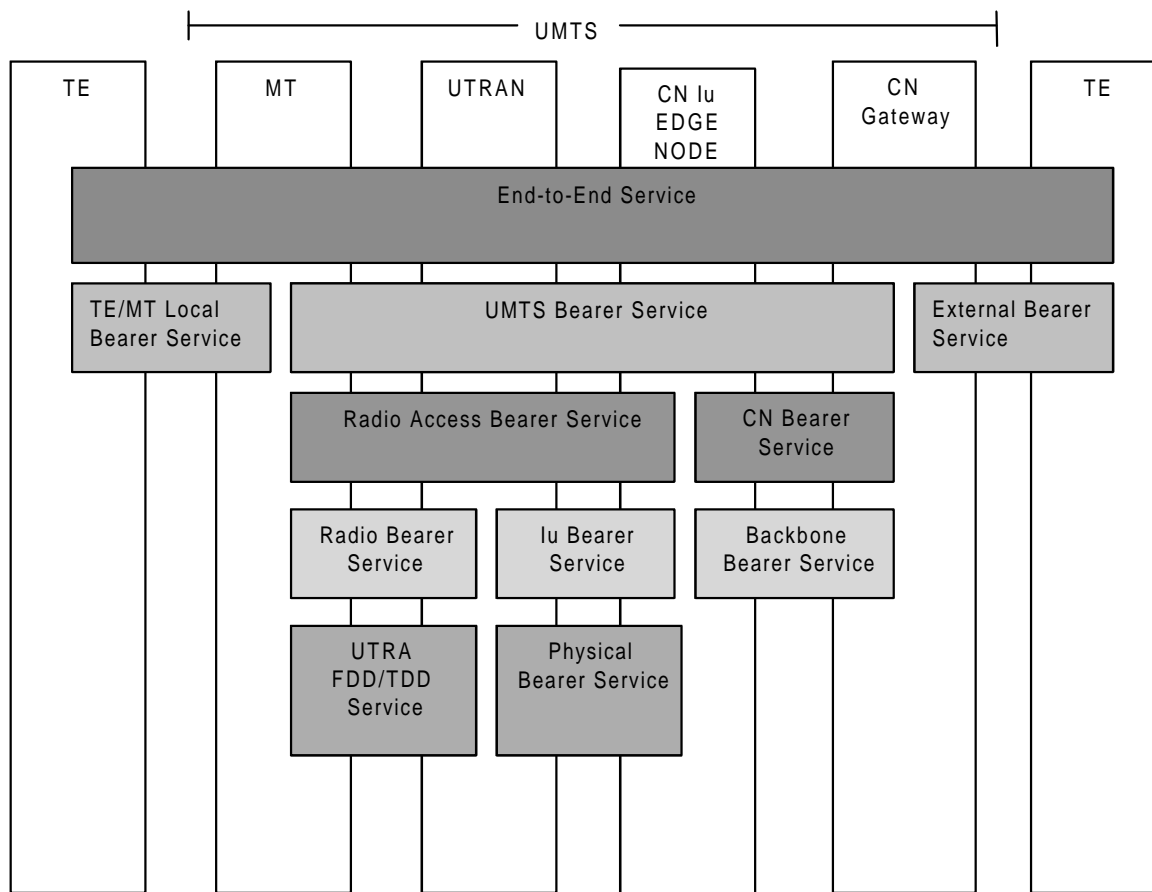 UMTS
TE
MT
UTRAN
CN Iu
EDGE
NODE
CN
Gateway
TE
End-to-End Service
TE/MT Local
Bearer Service
UMTS Bearer Service
External Bearer
Service
Radio Access Bearer Service
CN Bearer
Service
Radio Bearer
Service
Iu Bearer
Service
Backbone
Bearer Service
UTRA
FDD/TDD
Service
Physical
Bearer Service